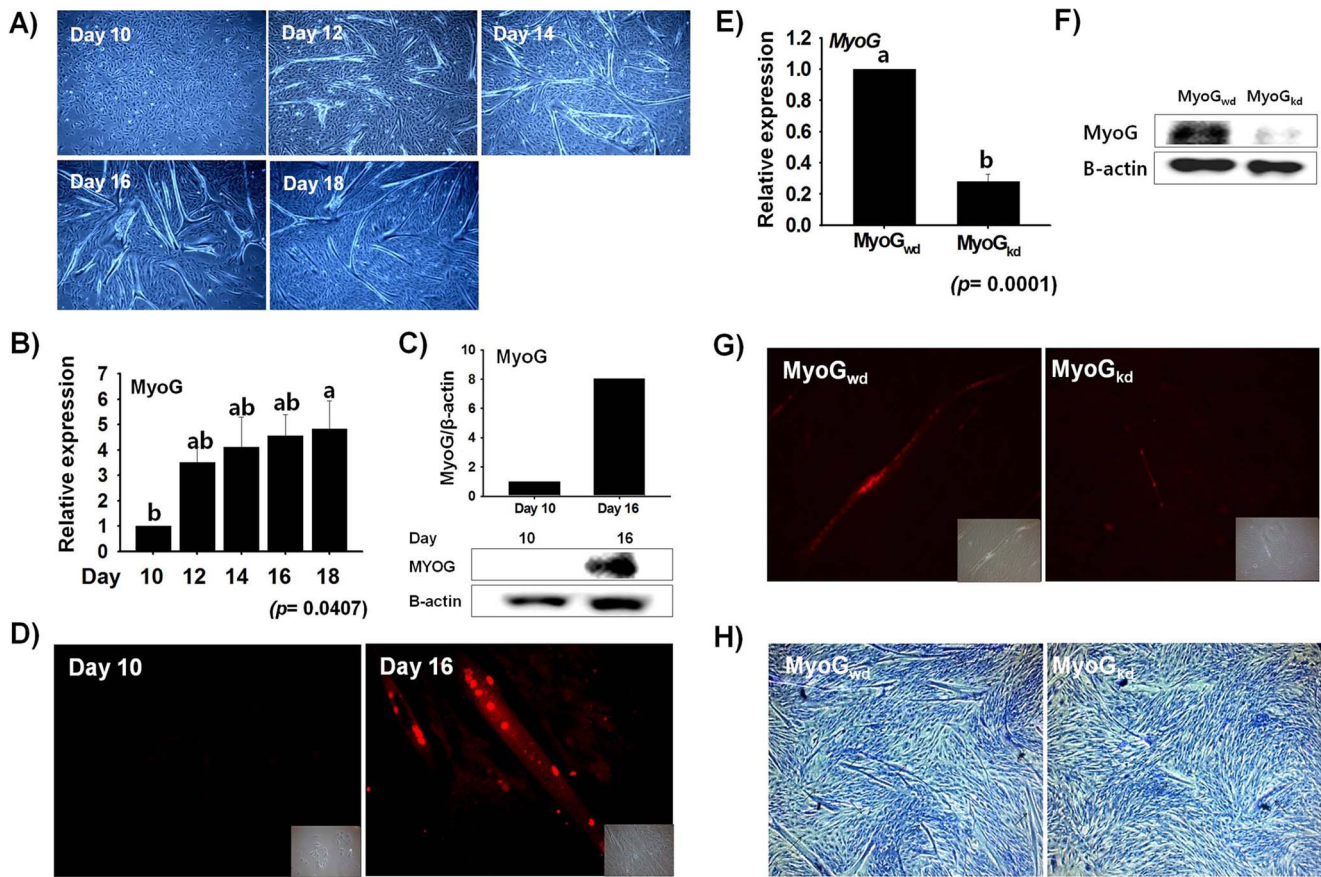 A)
Day 10
Day 12
Day 14
Day 16
Day 18
B)
MyoG
Relative expression
7
6
5
4
3
2
1
0
b
ab
ab
ab
a
Day 10 12 14 16 18
(p= 0.0407)
C)
MyoG
MyoG/β-actin
10
8
6
4
2
0
Day 10 Day 16
Day 10 16
MYOG
B-actin
D)
Day 10
Day 16
E)
MyoG
Relative expression
1.2
1.0
0.8
0.6
0.4
0.2
0.0
a
b
MyoGwd MyoGkd
(p= 0.0001)
F)
MyoGwd MyoGkd
MyoG
B-actin
G)
MyoGwd
MyoGkd
H)
MyoGwd
MyoGkd